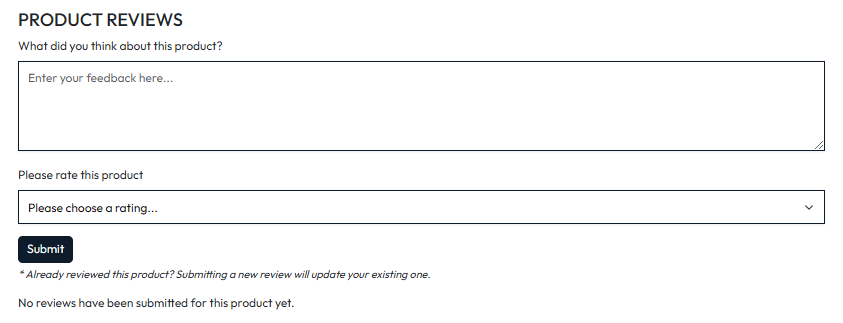 PRODUCT REVIEWS
What did you think about this product?
Enter your feedback here...
Please rate this product
Please choose a rating...
Submit
* Already reviewed this product? Submitting a new review will update your existing one.
No reviews have been submitted for this product yet.